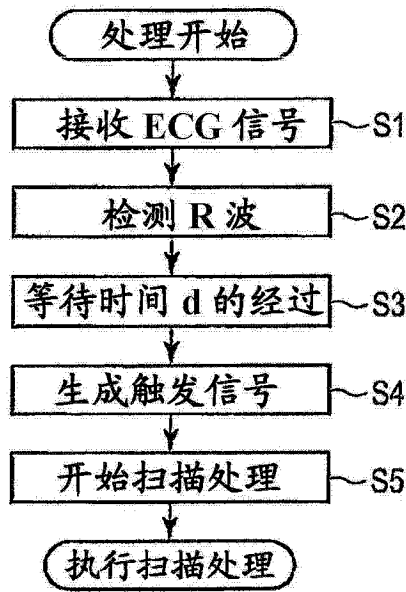 处理开始
接收 ECG 信号 S1
检测 R 波 S2
等待时间 d 的经过 S3
生成触发信号 S4
开始扫描处理 S5
执行扫描处理